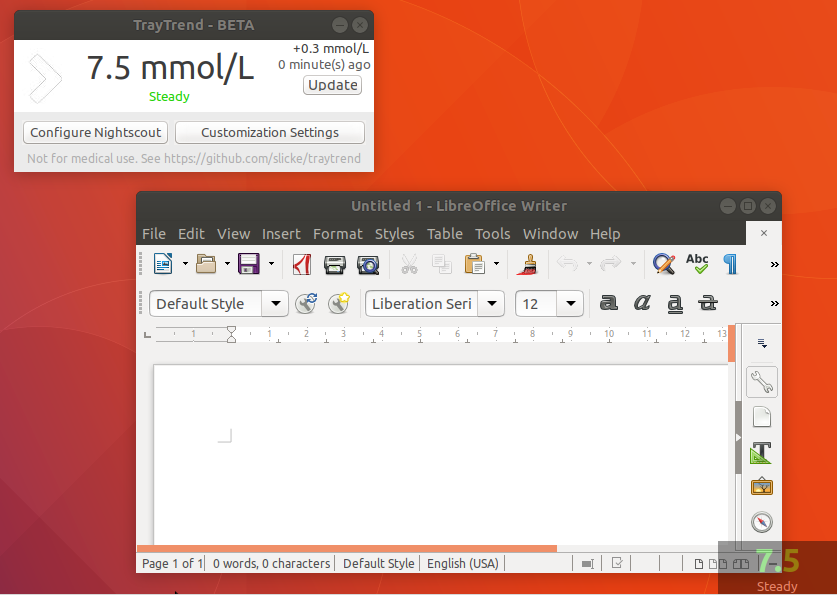 TrayTrend - BETA
7.5 mmol/L
Steady
+0.3 mmol/L
0 minute(s) ago
Update
Configure Nightscout Customization Settings
Not for medical use. See https://github.com/slicke/traytrend
Untitled 1 - LibreOffice Writer
File Edit View Insert Format Styles Table Tools Window Help
Abc
Default Style Liberation Seri 12 a a a a
1 1 2 3 4 5 6 7 8 9 10 11 12 13
Page 1 of 1 0 words, 0 characters Default Style English (USA)
7.5
Steady